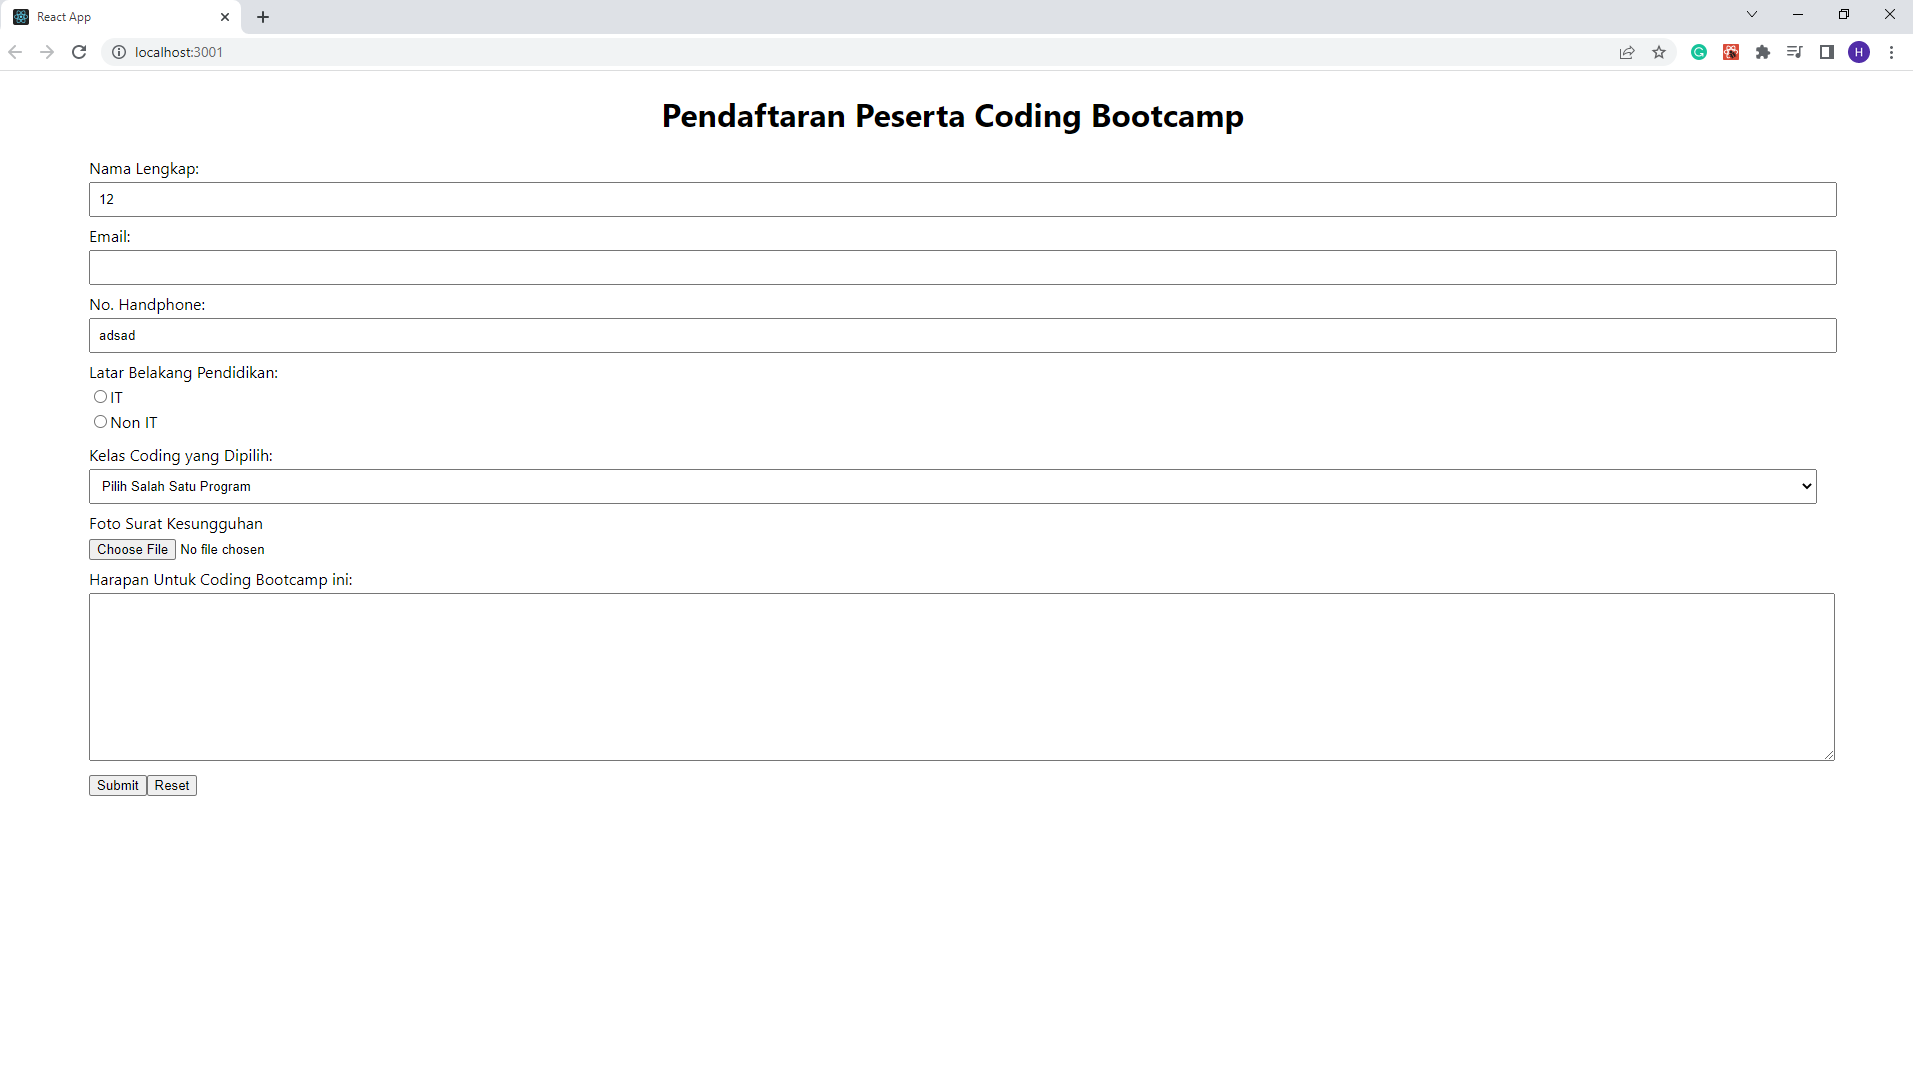 React App
localhost:3001
H
Pendaftaran Peserta Coding Bootcamp
Nama Lengkap:
12
Email:
No. Handphone:
adsad
Latar Belakang Pendidikan:
IT
Non IT
Kelas Coding yang Dipilih:
Pilih Salah Satu Program
Foto Surat Kesungguhan
Choose File No file chosen
Harapan Untuk Coding Bootcamp ini:
Submit Reset